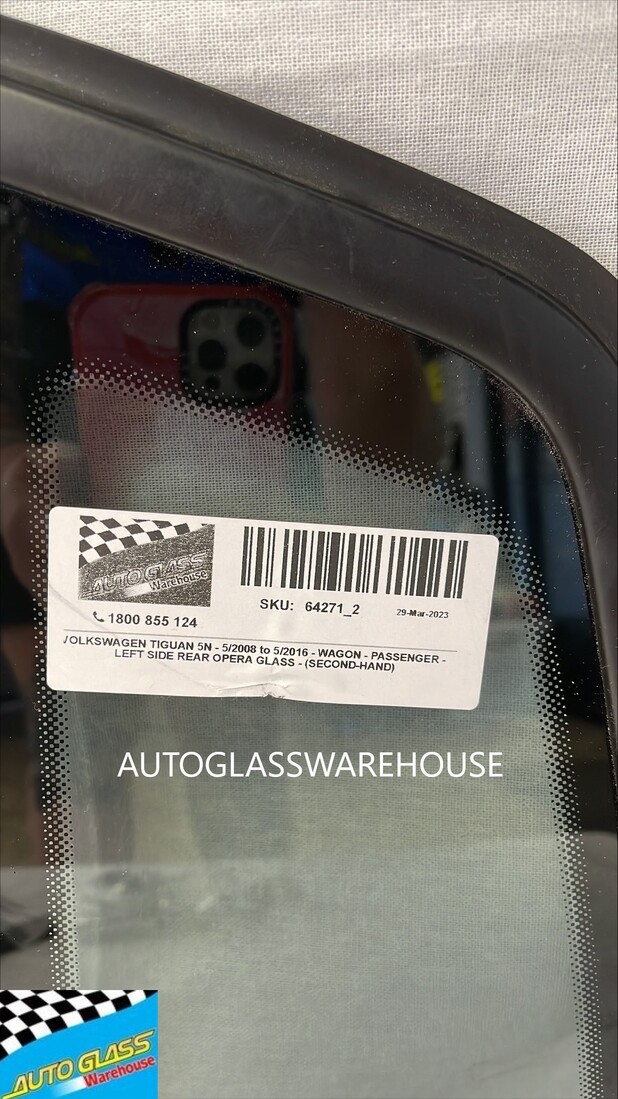 AUTO GLASS
Warehouse
1800 855 124
SKU: 64271_2
29-Mar-2023
VOLKSWAGEN TIGUAN 5N - 5/2008 to 5/2016 - WAGON - PASSENGER -
LEFT SIDE REAR OPERA GLASS - (SECOND-HAND)
AUTOGLASSWAREHOUSE
AUTO GLASS
Warehouse